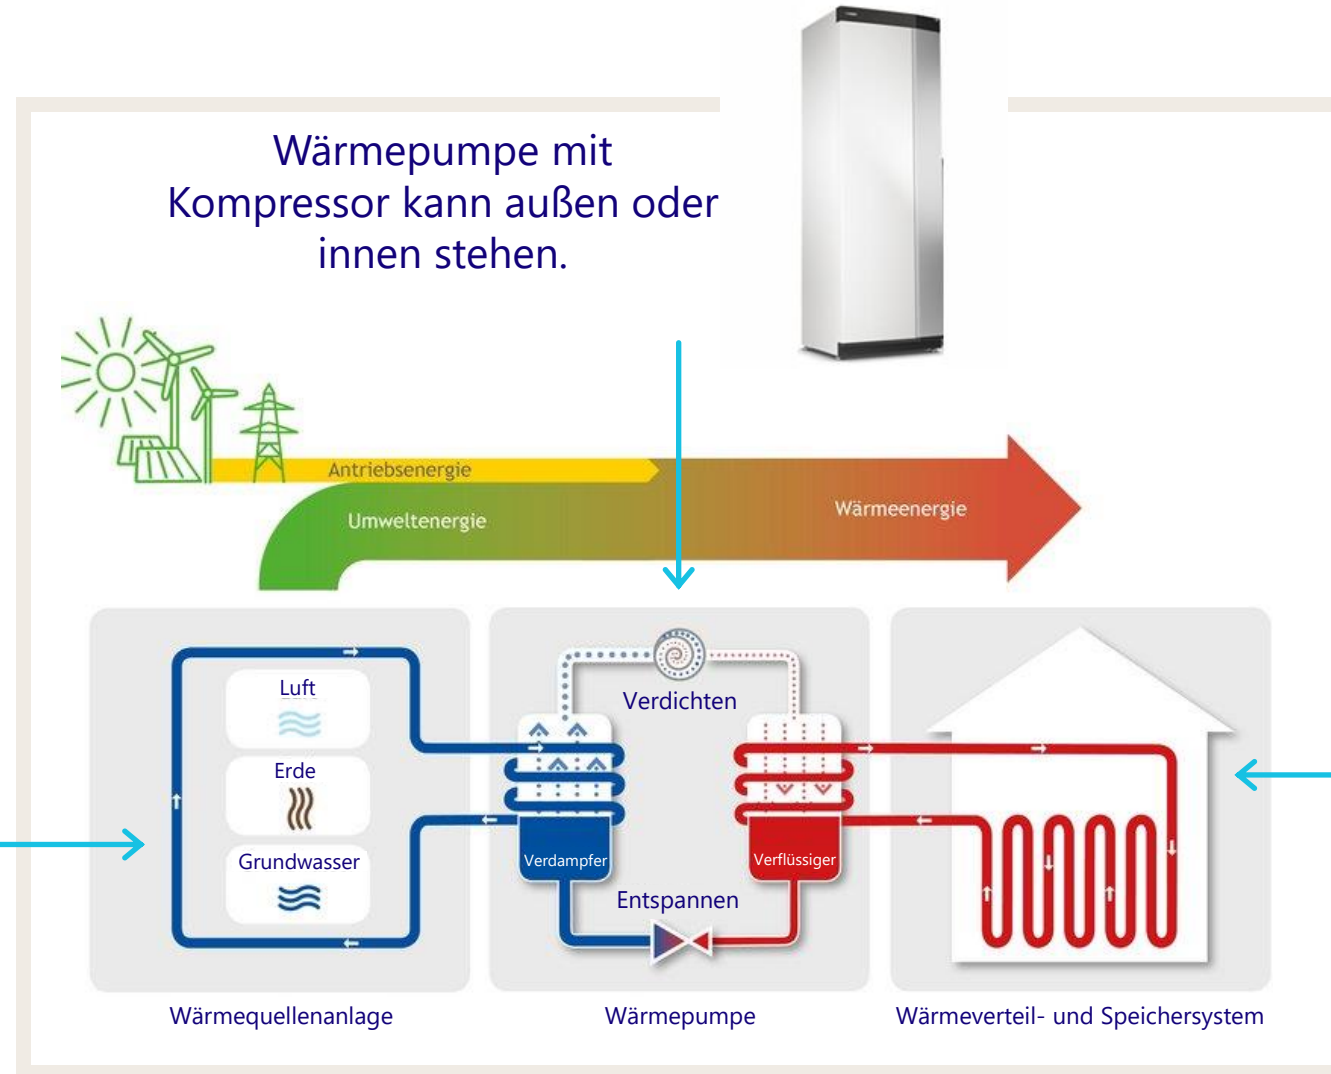 Wärmepumpe mit
Kompressor kann außen oder
innen stehen.
Antriebsenergie
Umweltenergie
Wärmeenergie
Luft
Erde
Grundwasser
Verdichten
Verdampfer
Verflüssiger
Entspannen
Wärmequellenanlage
Wärmepumpe
Wärmeverteil- und Speichersystem